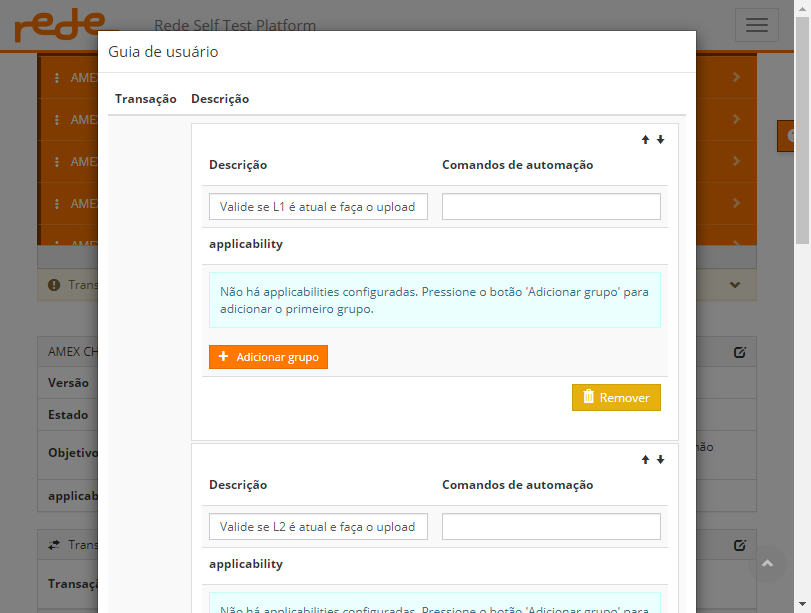 rede
Rede Self Test Platform
Guia de usuário
AMEX
Transação Descrição
AMEX
Descrição Comandos de automação
AMEX
Valide se L1 é atual e faça o upload
AMEX
applicability
AMEX
Não há applicabilities configuradas. Pressione o botão 'Adicionar grupo' para
adicionar o primeiro grupo.
Trans
AMEX CH
Adicionar grupo
Versão
Remover
Estado
Objetivo
não
Descrição Comandos de automação
applicab
Valide se L2 é atual e faça o upload
Trans
applicability
Transaçã
Não há applicabilities configuradas. Pressione o botão 'Adicionar grupo' para